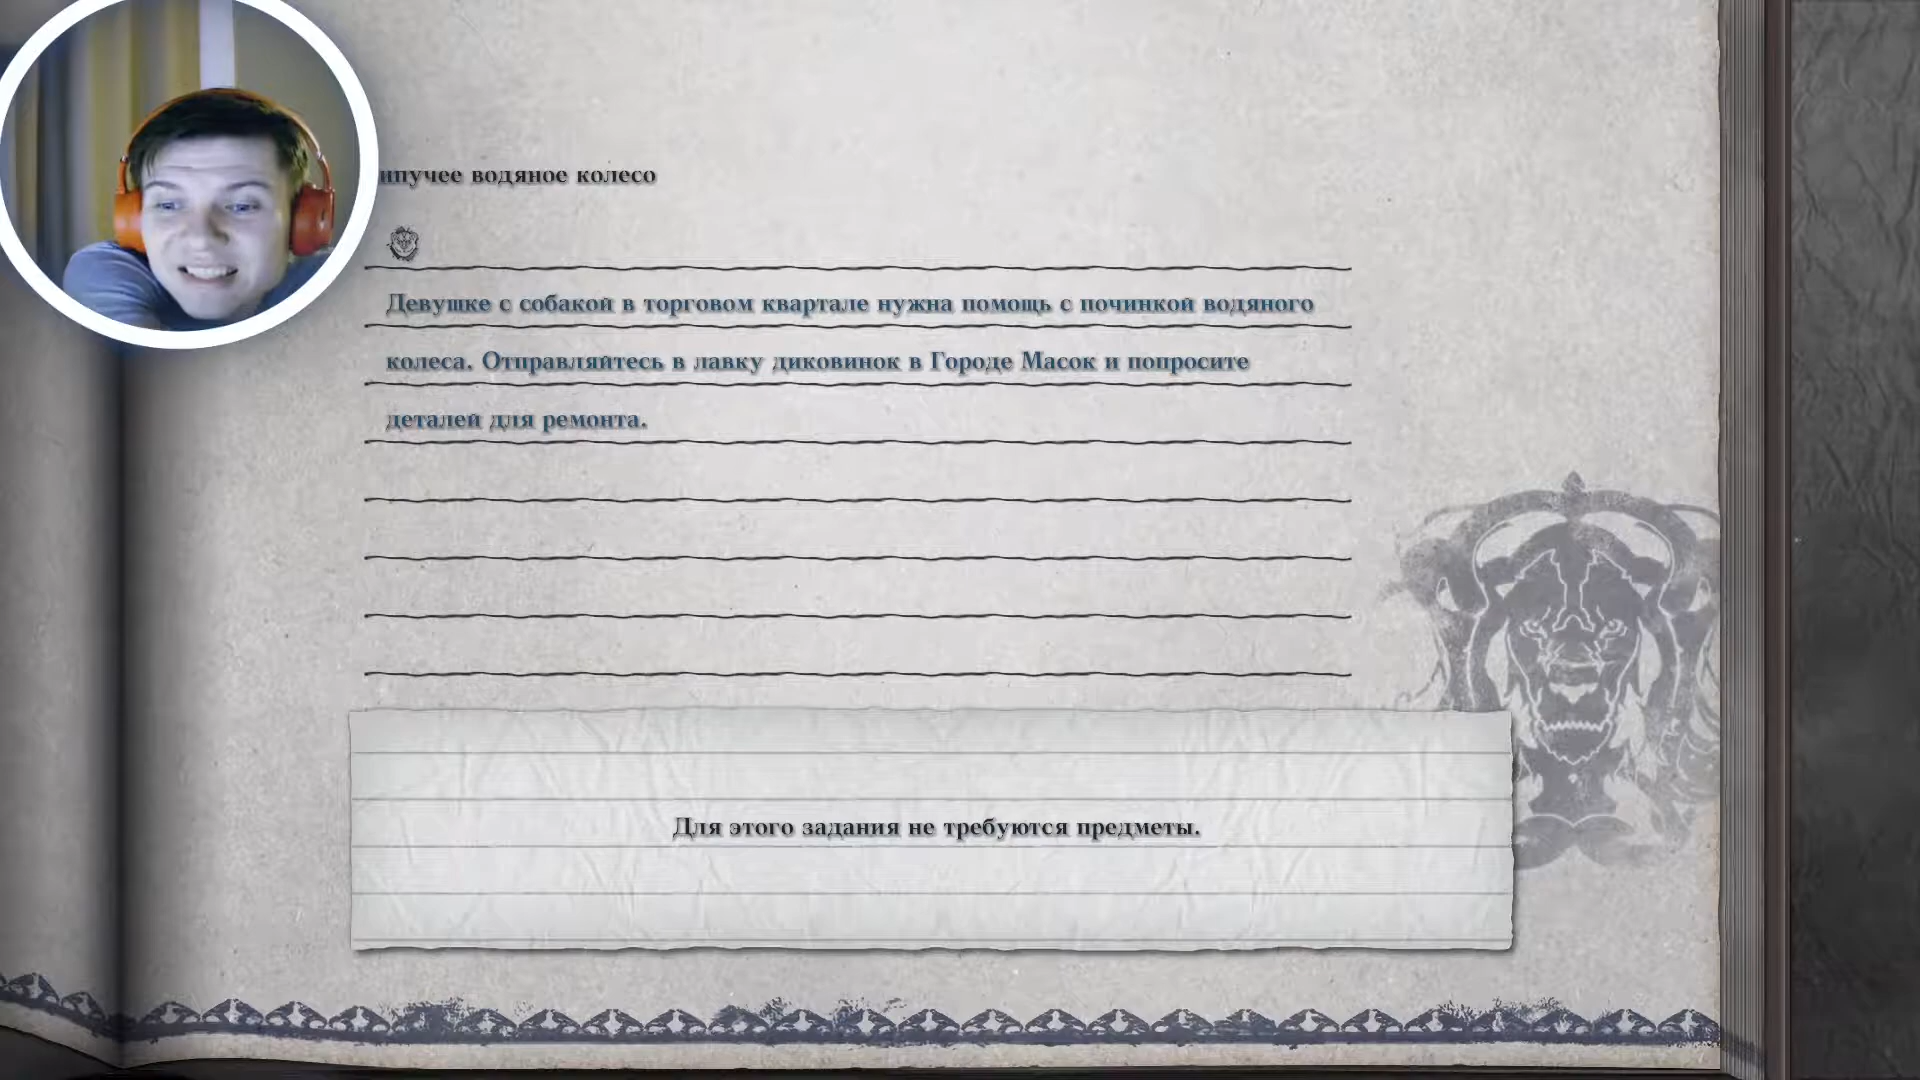 ипучее водяное колесо
Девушке с собакой в торговом квартале нужна помощь с починкой водяного
колеса. Отправляйтесь в лавку диковинок в Городе Масок и попросите
деталей для ремонта.
Для этого задания не требуются предметы.